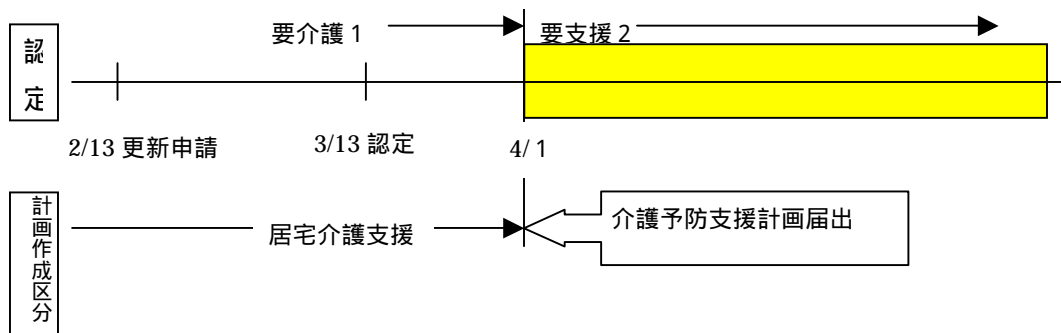 認定
要介護1
要支援2
2/13 更新申請
3/13 認定
4/1
計画作成区分
居宅介護支援
介護予防支援計画届出